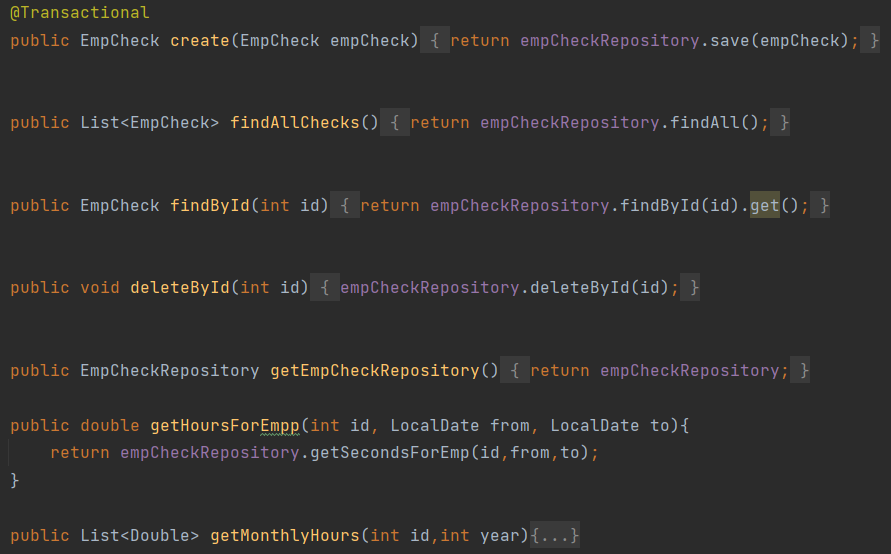 @Transactional
public EmpCheck create(EmpCheck empCheck) { return empCheckRepository.save(empCheck); }
public List<EmpCheck> findAllChecks() { return empCheckRepository.findAll(); }
public EmpCheck findById(int id) { return empCheckRepository.findById(id).get(); }
public void deleteById(int id) { empCheckRepository.deleteById(id); }
public EmpCheckRepository getEmpCheckRepository() { return empCheckRepository; }
public double getHoursForEmpp(int id, LocalDate from, LocalDate to){
return empCheckRepository.getSecondsForEmp(id,from,to);
}
public List<Double> getMonthlyHours(int id,int year){...}